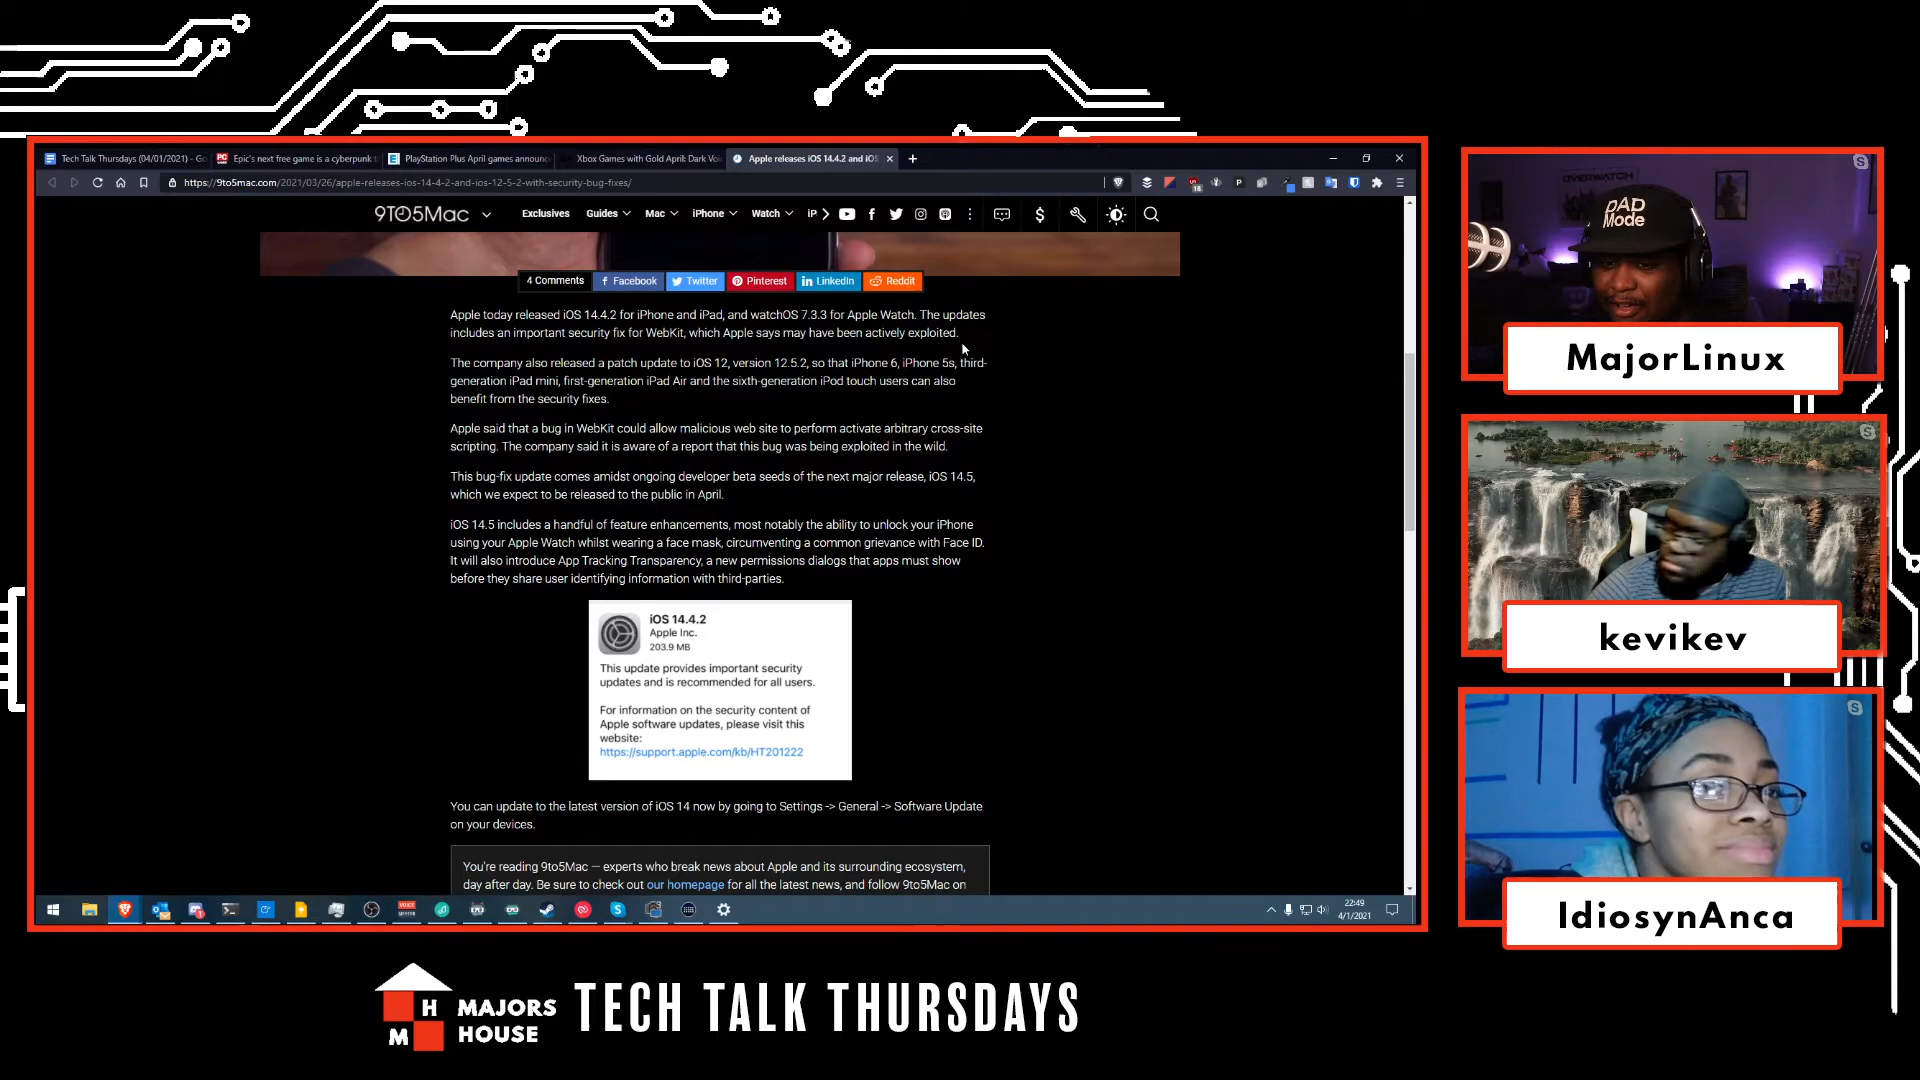 Tech Talk Thursdays (04/01/2021) - Go
Epic's next free game is a cyberpunk t
PlayStation Plus April games announc
Xbox Games with Gold April: Dark Voi
Apple releases iOS 14.4.2 and iOS
https://9to5mac.com/2021/03/26/apple-releases-ios-14-4-2-and-ios-12-5-2-with-security-bug-fixes/
9TO5Mac
Exclusives
Guides
Mac
iPhone
Watch
iP
4 Comments
Facebook
Twitter
Pinterest
LinkedIn
Reddit
Apple today released iOS 14.4.2 for iPhone and iPad, and watchOS 7.3.3 for Apple Watch. The updates
includes an important security fix for WebKit, which Apple says may have been actively exploited.
The company also released a patch update to iOS 12, version 12.5.2, so that iPhone 6, iPhone 5s, third-
generation iPad mini, first-generation iPad Air and the sixth-generation iPod touch users can also
benefit from the security fixes.
Apple said that a bug in WebKit could allow malicious web site to perform activate arbitrary cross-site
scripting. The company said it is aware of a report that this bug was being exploited in the wild.
This bug-fix update comes amidst ongoing developer beta seeds of the next major release, iOS 14.5,
which we expect to be released to the public in April.
iOS 14.5 includes a handful of feature enhancements, most notably the ability to unlock your iPhone
using your Apple Watch whilst wearing a face mask, circumventing a common grievance with Face ID.
It will also introduce App Tracking Transparency, a new permissions dialogs that apps must show
before they share user identifying information with third-parties.
iOS 14.4.2
Apple Inc.
203.9 MB
This update provides important security
updates and is recommended for all users.
For information on the security content of
Apple software updates, please visit this
website:
https://support.apple.com/kb/HT201222
You can update to the latest version of iOS 14 now by going to Settings -> General -> Software Update
on your devices.
You're reading 9to5Mac — experts who break news about Apple and its surrounding ecosystem,
day after day. Be sure to check out our homepage for all the latest news, and follow 9to5Mac on
22:49
4/1/2021
OVERWATCH
DAD
Mode
MajorLinux
kevikev
IdiosynAnca
H
M
MAJORS
HOUSE
TECH TALK THURSDAYS